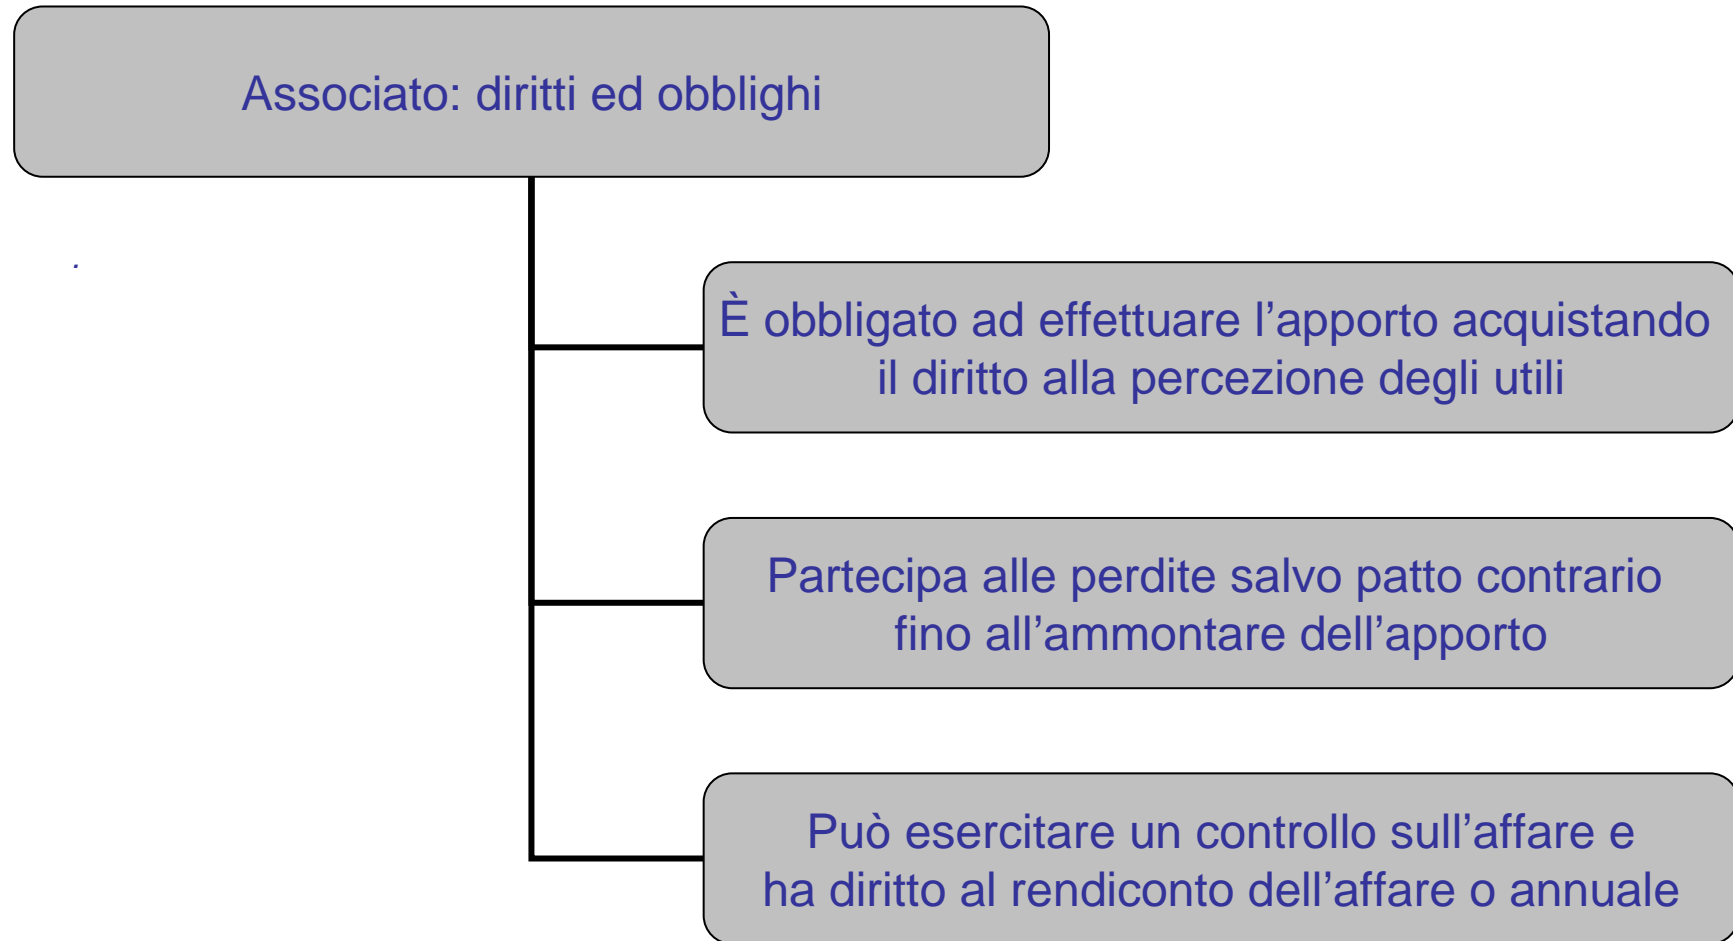 Associato: diritti ed obblighi
.
È obbligato ad effettuare l’apporto acquistando
il diritto alla percezione degli utili
Partecipa alle perdite salvo patto contrario
fino all’ammontare dell’apporto
Può esercitare un controllo sull’affare e
ha diritto al rendiconto dell’affare o annuale